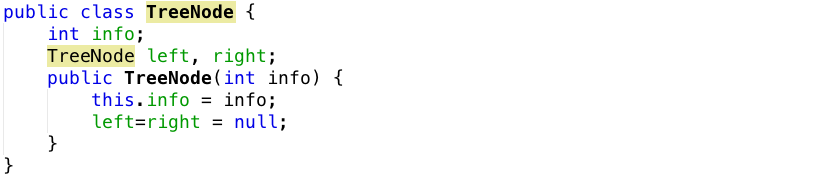 public class TreeNode {
    int info;
    TreeNode left, right;
    public TreeNode(int info) {
        this.info = info;
        left=right = null;
    }
}